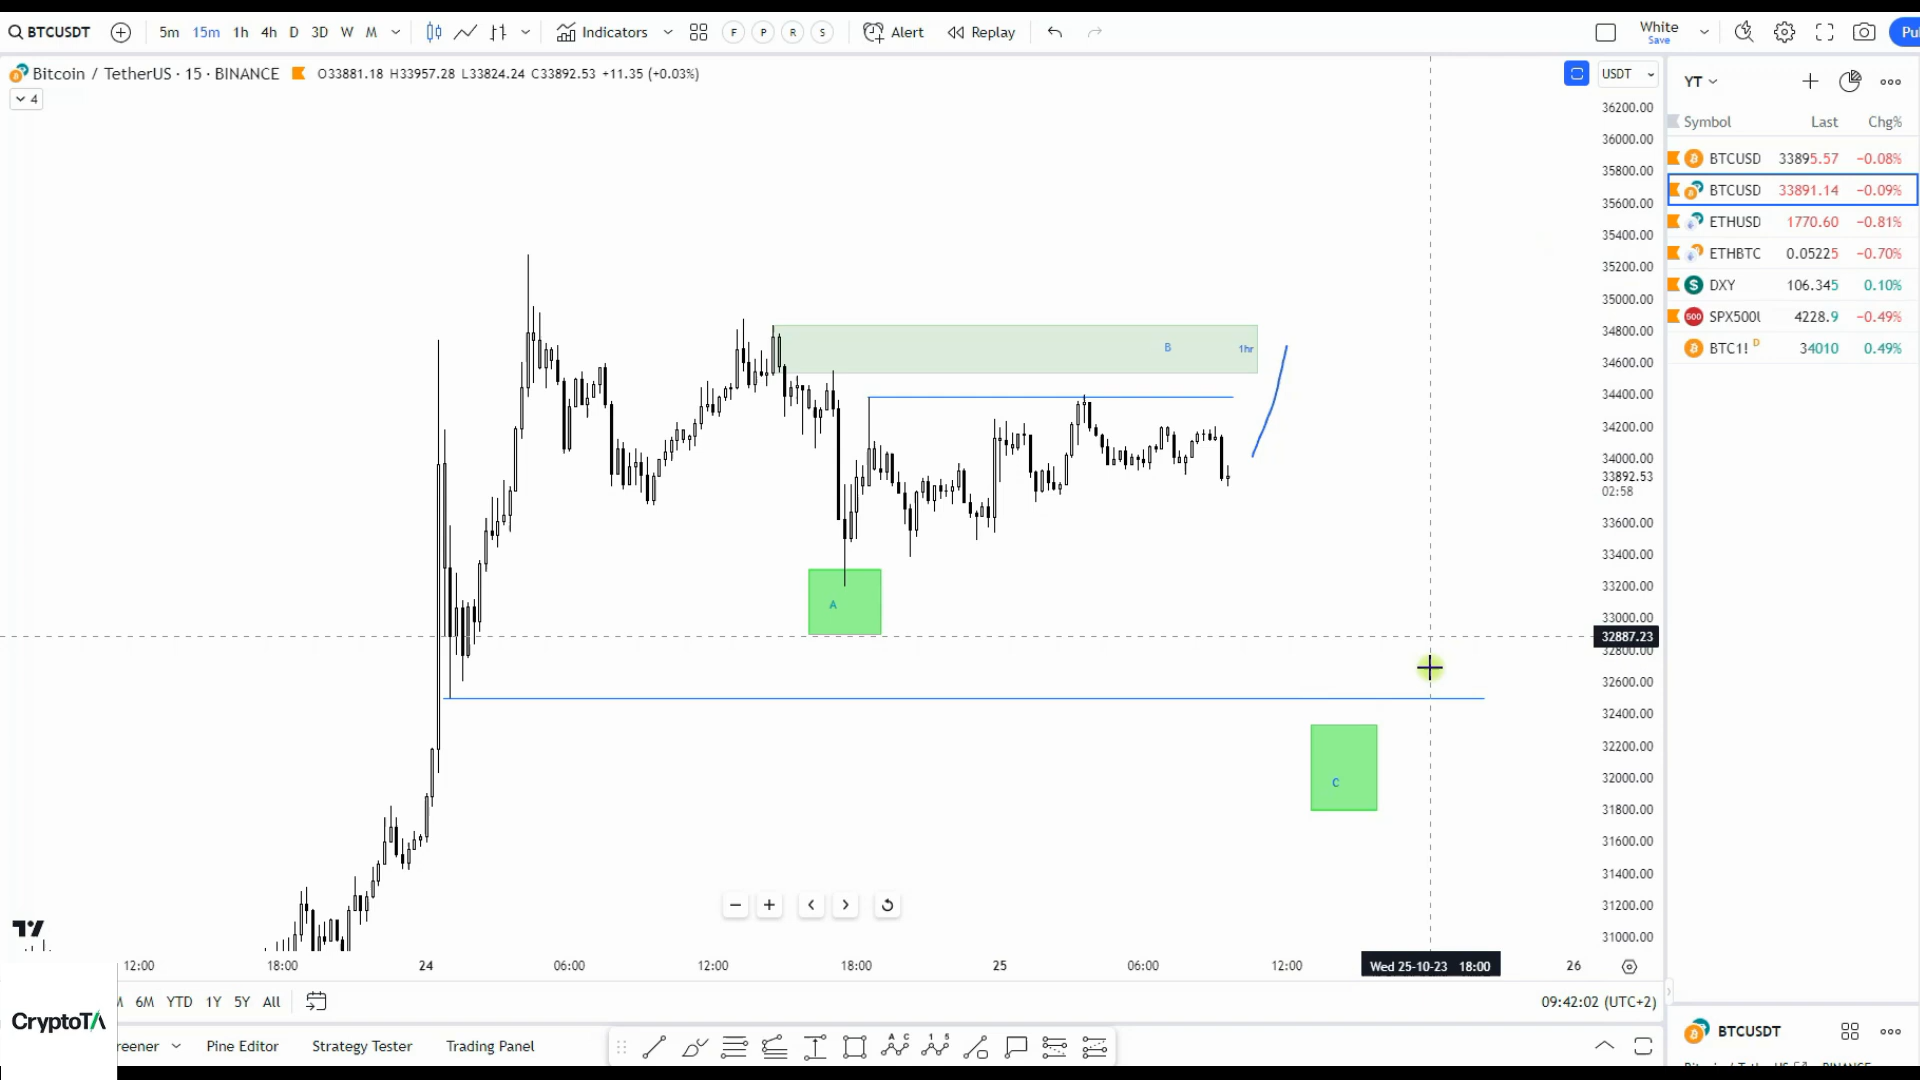 BTCUSDT 5m 15m 1h 4h D 3D W M Indicators F P R S Alert Replay White Save
Bitcoin / TetherUS · 15 · BINANCE O33881.18 H33957.28 L33824.24 C33892.53 +11.35 (+0.03%)
4
USDT
36200.00
36000.00
35800.00
35600.00
35400.00
35200.00
35000.00
34800.00
34600.00
34400.00
34200.00
34000.00
33892.53
02:58
33600.00
33400.00
33200.00
33000.00
32887.23
32800.00
32600.00
32400.00
32200.00
32000.00
31800.00
31600.00
31400.00
31200.00
31000.00
B 1hr
A
C
12:00 18:00 24 06:00 12:00 18:00 25 06:00 12:00 Wed 25-10-23 18:00 26
6M YTD 1Y 5Y All
09:42:02 (UTC+2)
CryptoTA
Pine Editor Strategy Tester Trading Panel
YT
Symbol Last Chg%
BTCUSD 33895.57 −0.08%
BTCUSD 33891.14 −0.09%
ETHUSD 1770.60 −0.81%
ETHBTC 0.05225 −0.70%
DXY 106.345 0.10%
SPX500 4228.9 −0.49%
BTC1! D 34010 0.49%
BTCUSDT